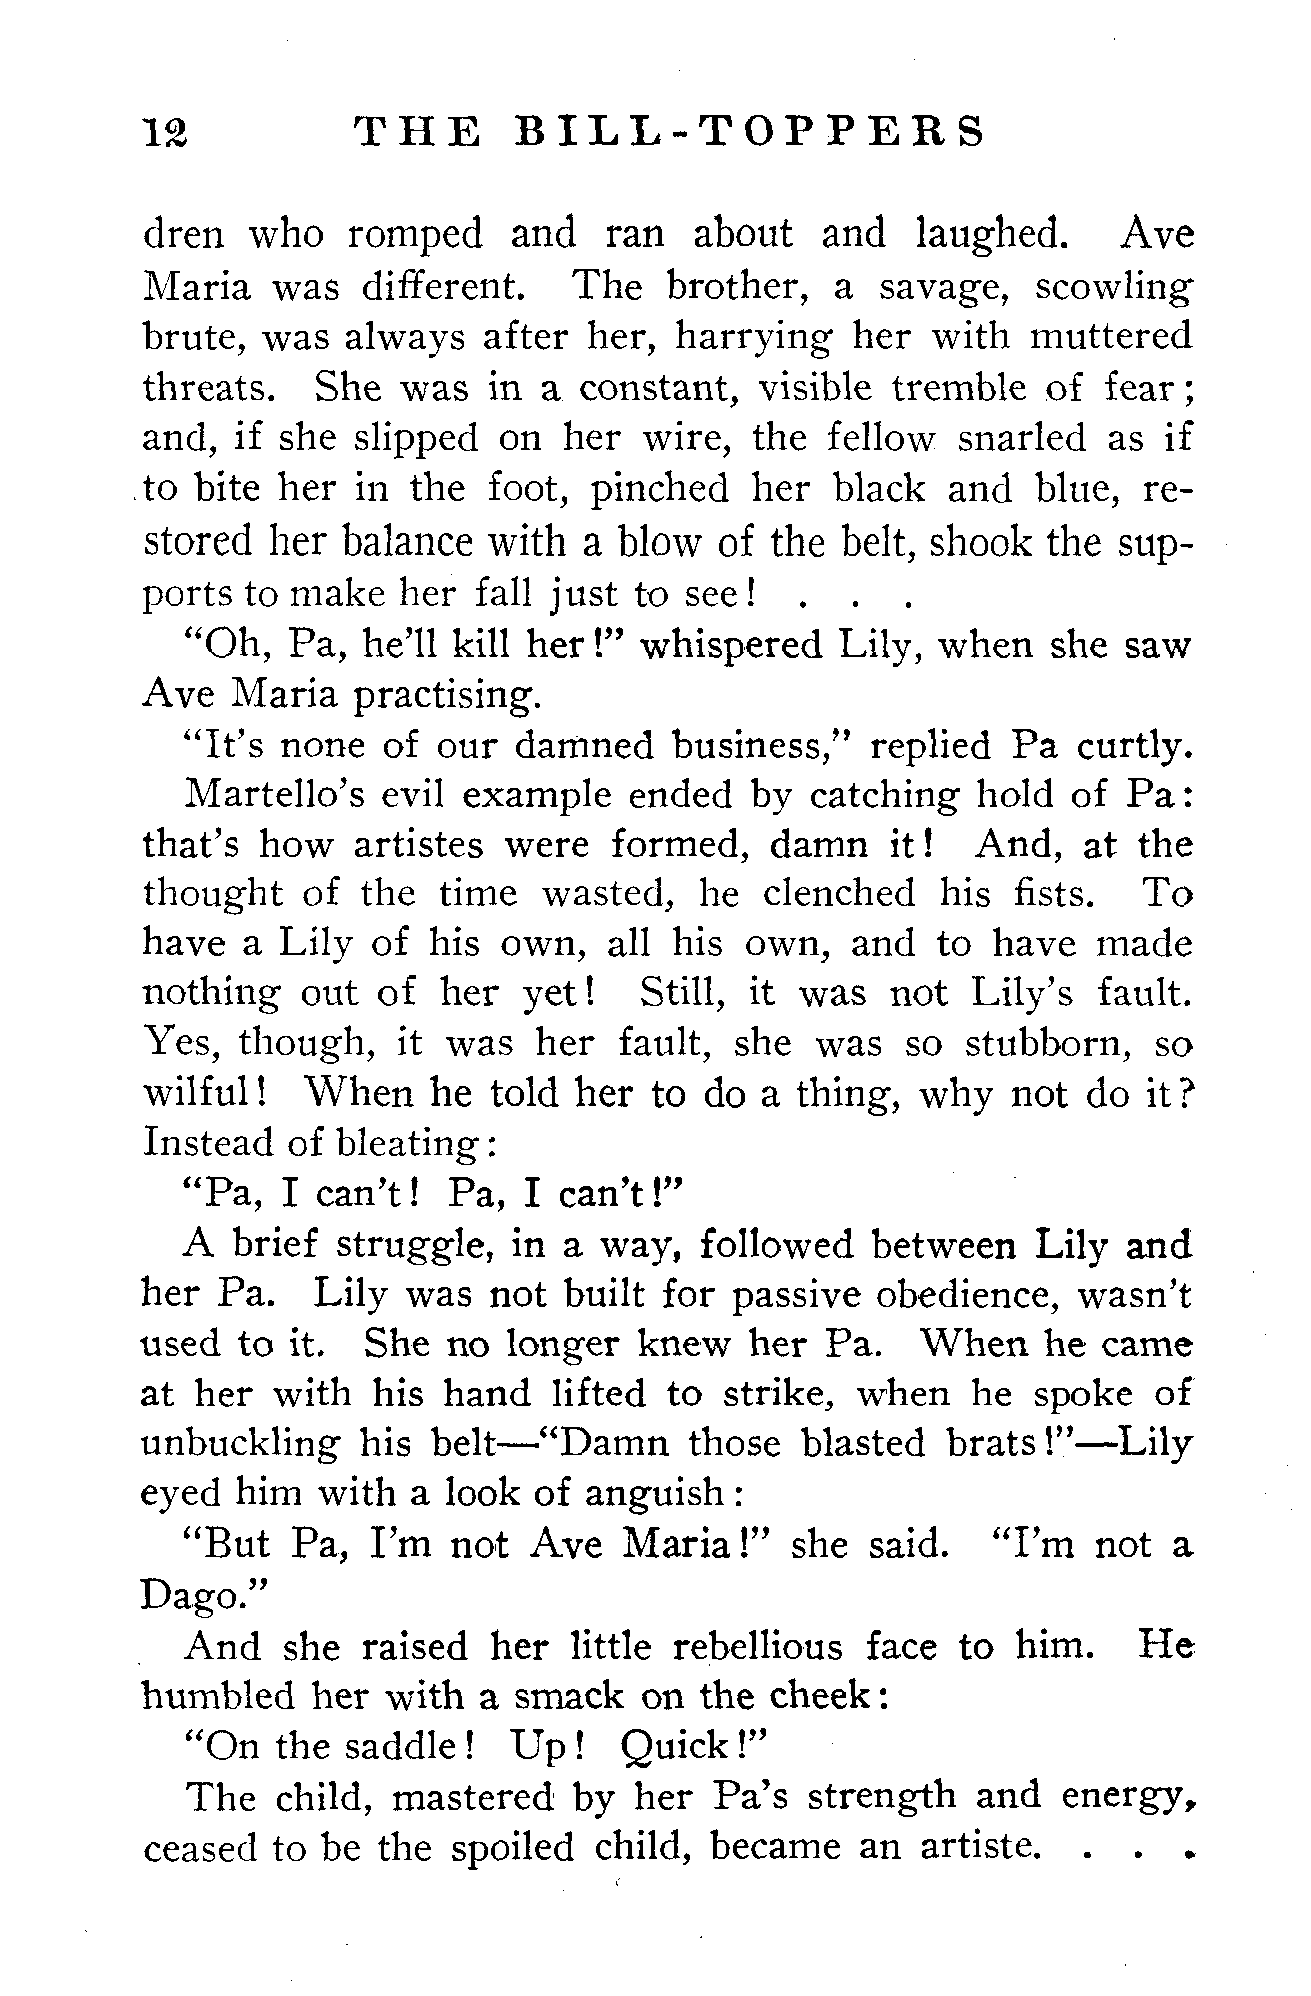 12 THE BILL-TOPPERS
dren who romped and ran about and laughed. Ave
Maria was different. The brother, a savage, scowling
brute, was always after her, harrying her with muttered
threats. She was in a constant, visible tremble of fear;
and, if she slipped on her wire, the fellow snarled as if
to bite her in the foot, pinched her black and blue, re-
stored her balance with a blow of the belt, shook the sup-
ports to make her fall just to see! . . .
“Oh, Pa, he’ll kill her!” whispered Lily, when she saw
Ave Maria practising.
“It’s none of our damned business,” replied Pa curtly.
Martello’s evil example ended by catching hold of Pa:
that’s how artistes were formed, damn it! And, at the
thought of the time wasted, he clenched his fists. To
have a Lily of his own, all his own, and to have made
nothing out of her yet! Still, it was not Lily’s fault.
Yes, though, it was her fault, she was so stubborn, so
wilful! When he told her to do a thing, why not do it?
Instead of bleating:
“Pa, I can’t! Pa, I can’t!”
A brief struggle, in a way, followed between Lily and
her Pa. Lily was not built for passive obedience, wasn’t
used to it. She no longer knew her Pa. When he came
at her with his hand lifted to strike, when he spoke of
unbuckling his belt—“Damn those blasted brats!”—Lily
eyed him with a look of anguish:
“But Pa, I’m not Ave Maria!” she said. “I’m not a
Dago.”
And she raised her little rebellious face to him. He
humbled her with a smack on the cheek:
“On the saddle! Up! Quick!”
The child, mastered by her Pa’s strength and energy,
ceased to be the spoiled child, became an artiste. . . .